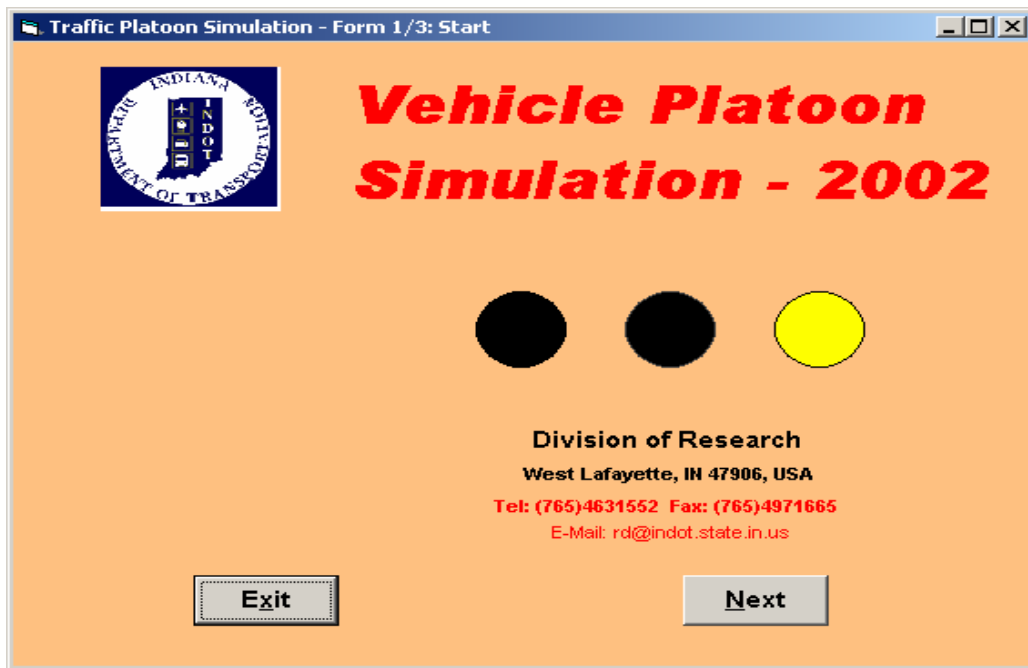 Traffic Platoon Simulation - Form 1/3: Start
INDIANA
DEPARTMENT OF TRANSPORTATION
INDOT
Vehicle Platoon
Simulation - 2002
Division of Research
West Lafayette, IN 47906, USA
Tel: (765)4631552 Fax: (765)4971665
E-Mail: rd@indot.state.in.us
Exit
Next